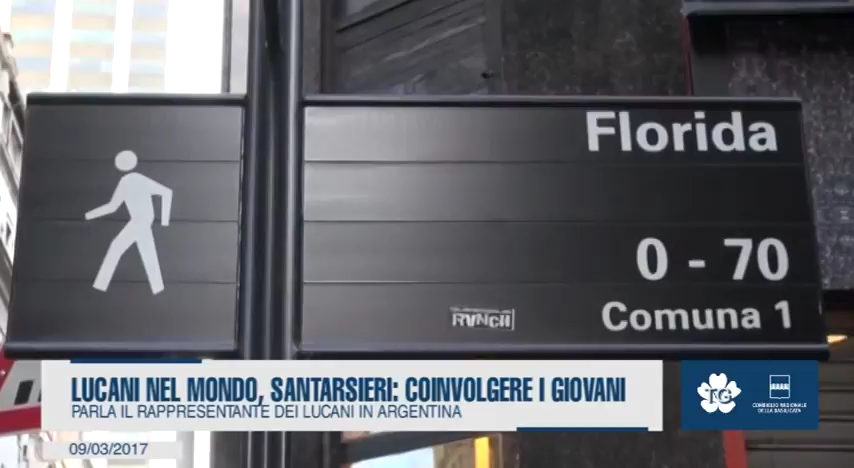 Florida
0 - 70
Comuna 1
LUCANI NEL MONDO, SANTARSIERI: COINVOLGERE I GIOVANI
PARLA IL RAPPRESENTANTE DEI LUCANI IN ARGENTINA
TG
CONSIGLIO REGIONALE
DELLA BASILICATA
09/03/2017